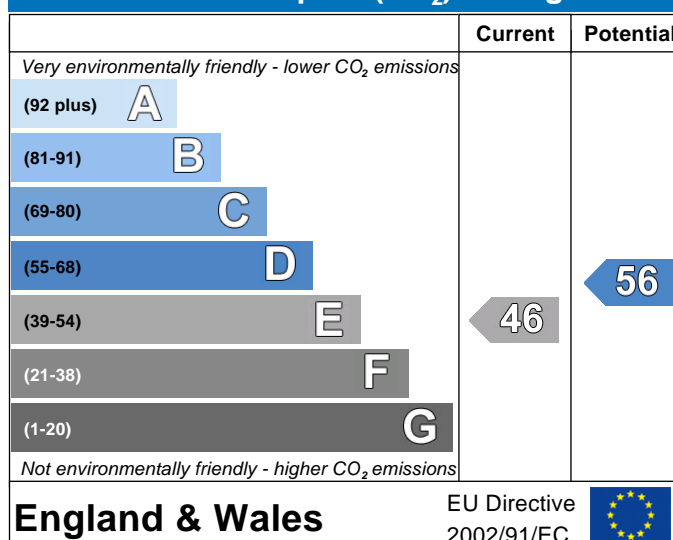 Current Potential
Very environmentally friendly - lower CO₂ emissions
(92 plus) A
(81-91) B
(69-80) C
(55-68) D
56
(39-54) E
46
(21-38) F
(1-20) G
Not environmentally friendly - higher CO₂ emissions
England & Wales
EU Directive
2002/91/EC